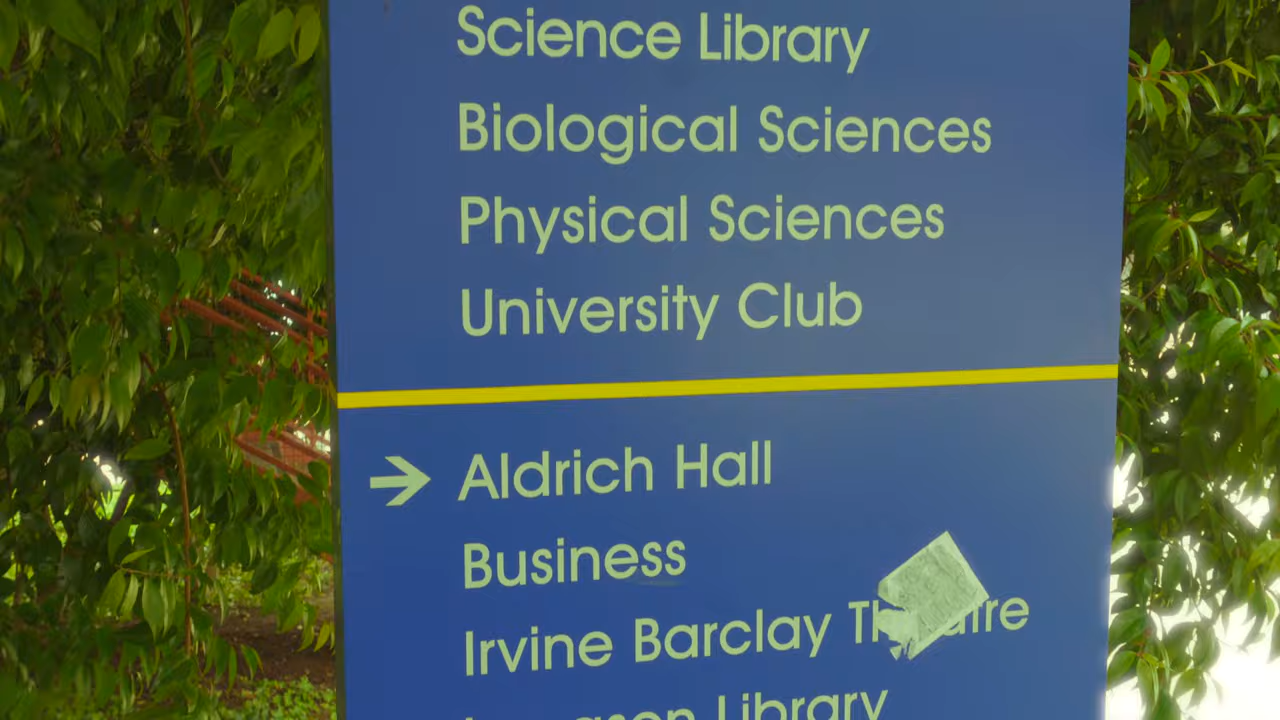 Science Library
Biological Sciences
Physical Sciences
University Club
Aldrich Hall
Business
Irvine Barclay
Library